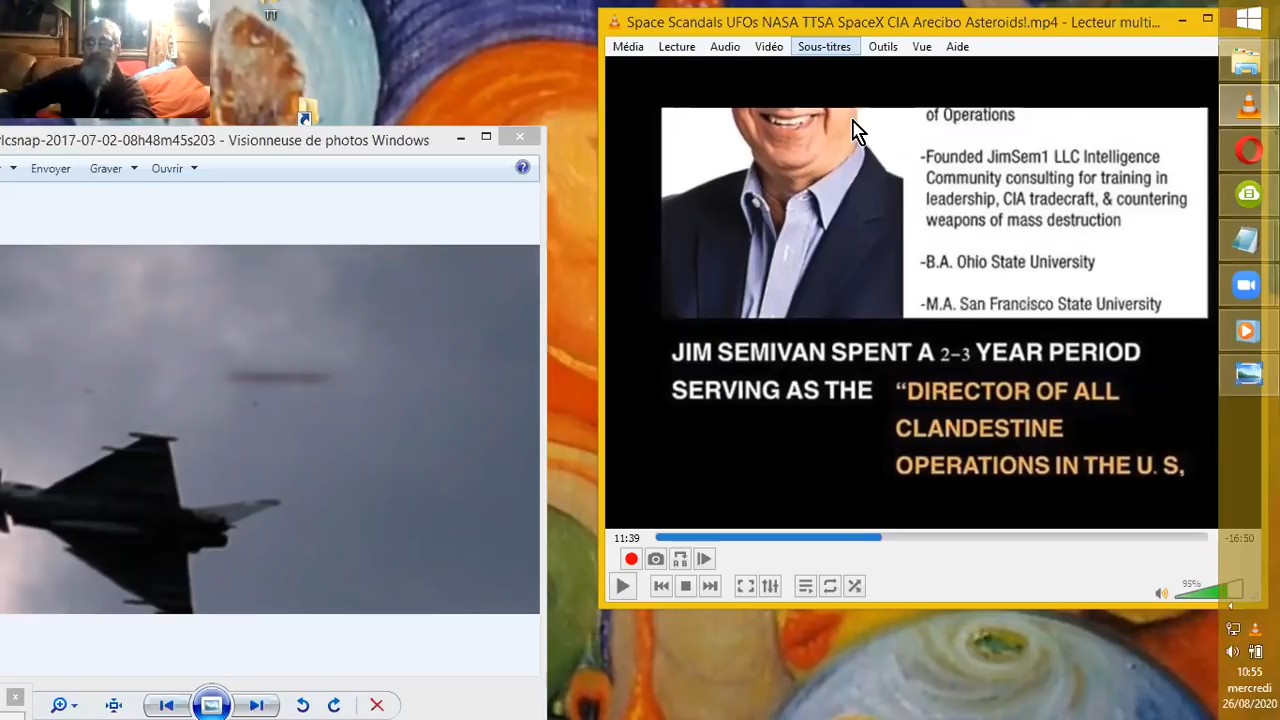 TT
lcsnap-2017-07-02-08h48m45s203 - Visionneuse de photos Windows
Envoyer
Graver
Ouvrir
Space Scandals UFOs NASA TTSA SpaceX CIA Arecibo Asteroids!.mp4 - Lecteur multi...
Média Lecture Audio Vidéo Sous-titres Outils Vue Aide
of Operations
-Founded JimSem1 LLC Intelligence
Community consulting for training in
leadership, CIA tradecraft, & countering
weapons of mass destruction
-B.A. Ohio State University
-M.A. San Francisco State University
JIM SEMIVAN SPENT A 2-3 YEAR PERIOD
SERVING AS THE “DIRECTOR OF ALL
CLANDESTINE
OPERATIONS IN THE U. S,
11:39
-16:50
95%
10:55
mercredi
26/08/2020